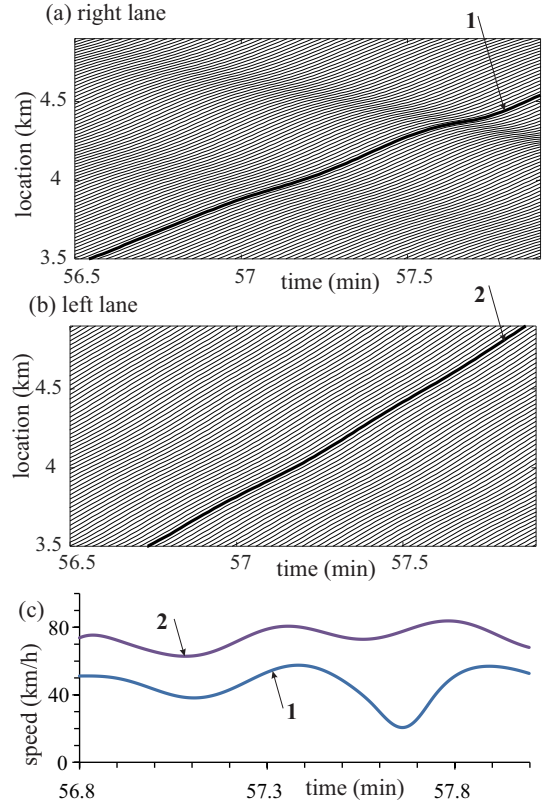 (a) right lane
1
location (km)
4.5
4
3.5
56.5
57
57.5
time (min)
(b) left lane
2
location (km)
4.5
4
3.5
56.5
57
57.5
time (min)
(c)
speed (km/h)
80
40
0
2
1
56.8
57.3
57.8
time (min)